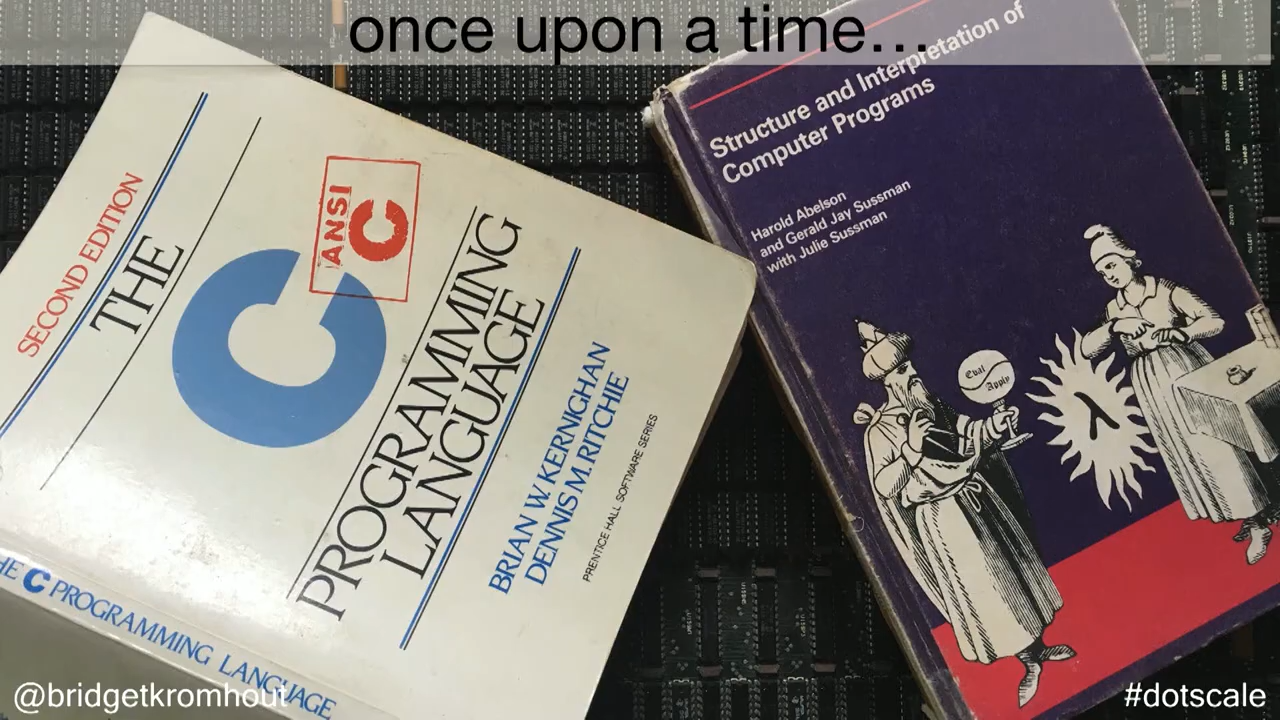 once upon a time...
SECOND EDITION
THE
C
ANSI
C
PROGRAMMING
LANGUAGE
BRIAN W. KERNIGHAN
DENNIS M. RITCHIE
PRENTICE HALL SOFTWARE SERIES
HE C PROGRAMMING LANGUAGE
Structure and Interpretation of
Computer Programs
Harold Abelson
and Gerald Jay Sussman
with Julie Sussman
Eval
Apply
λ
@bridgetkromhout
#dotscale